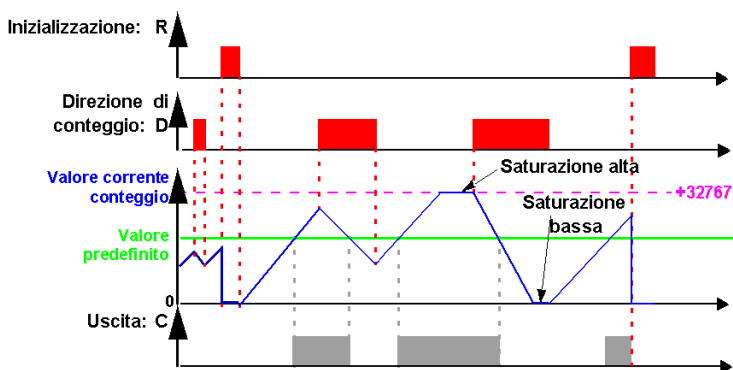 Inizializzazione: R
Direzione di
conteggio: D
Valore corrente
conteggio
Saturazione alta
+32767
Saturazione
bassa
Valore
predefinito
0
Uscita: C